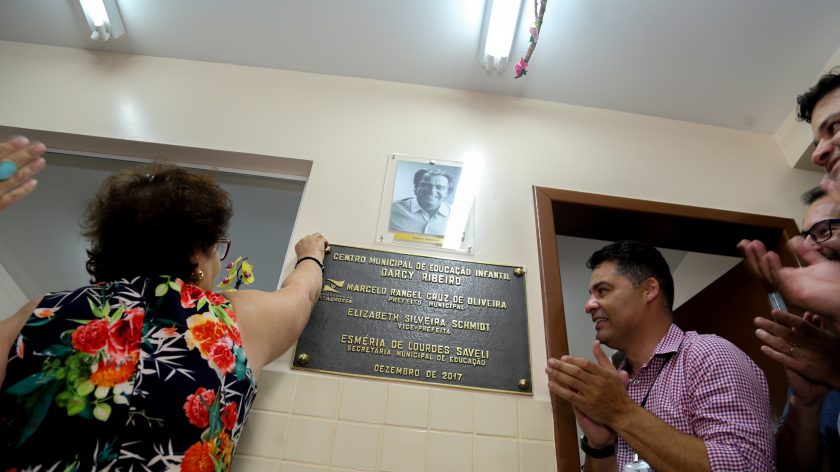 CENTRO MUNICIPAL DE EDUCAÇÃO INFANTIL
DARCY RIBEIRO
MARCELO RANGEL CRUZ DE OLIVEIRA
PREFEITO MUNICIPAL
ELIZABETH SILVEIRA SCHMIDT
VICE-PREFEITA
ESMÉRIA DE LOURDES SAVELI
SECRETÁRIA MUNICIPAL DE EDUCAÇÃO
DEZEMBRO DE 2017